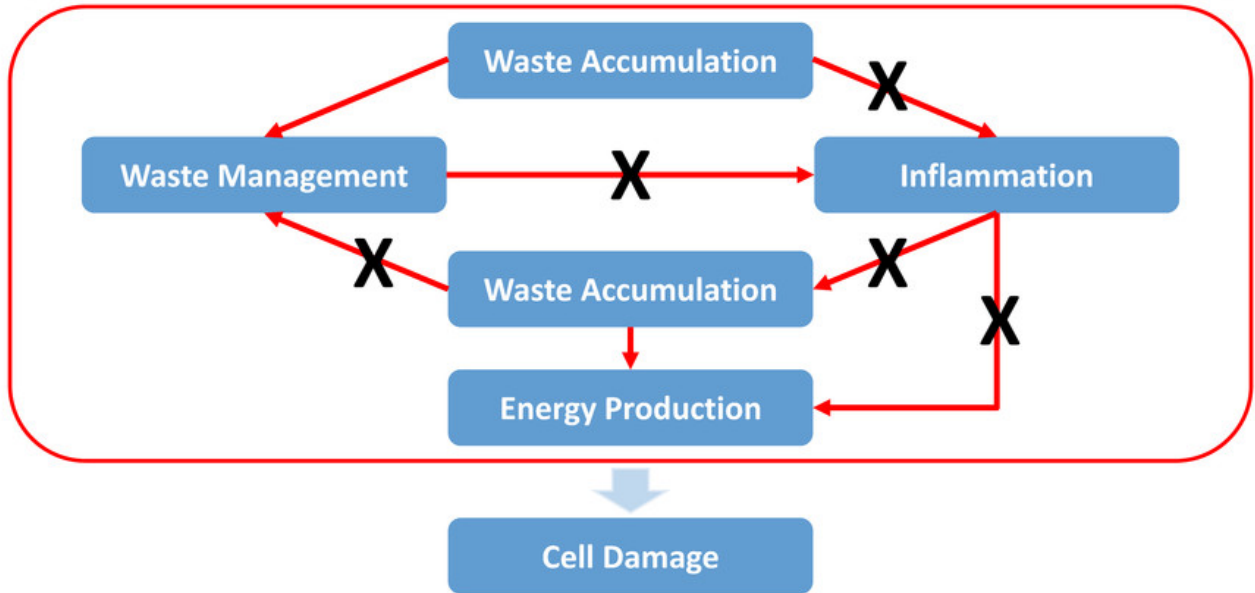 Waste Accumulation
X
Waste Management
X
Inflammation
X
Waste Accumulation
X
X
Energy Production
Cell Damage